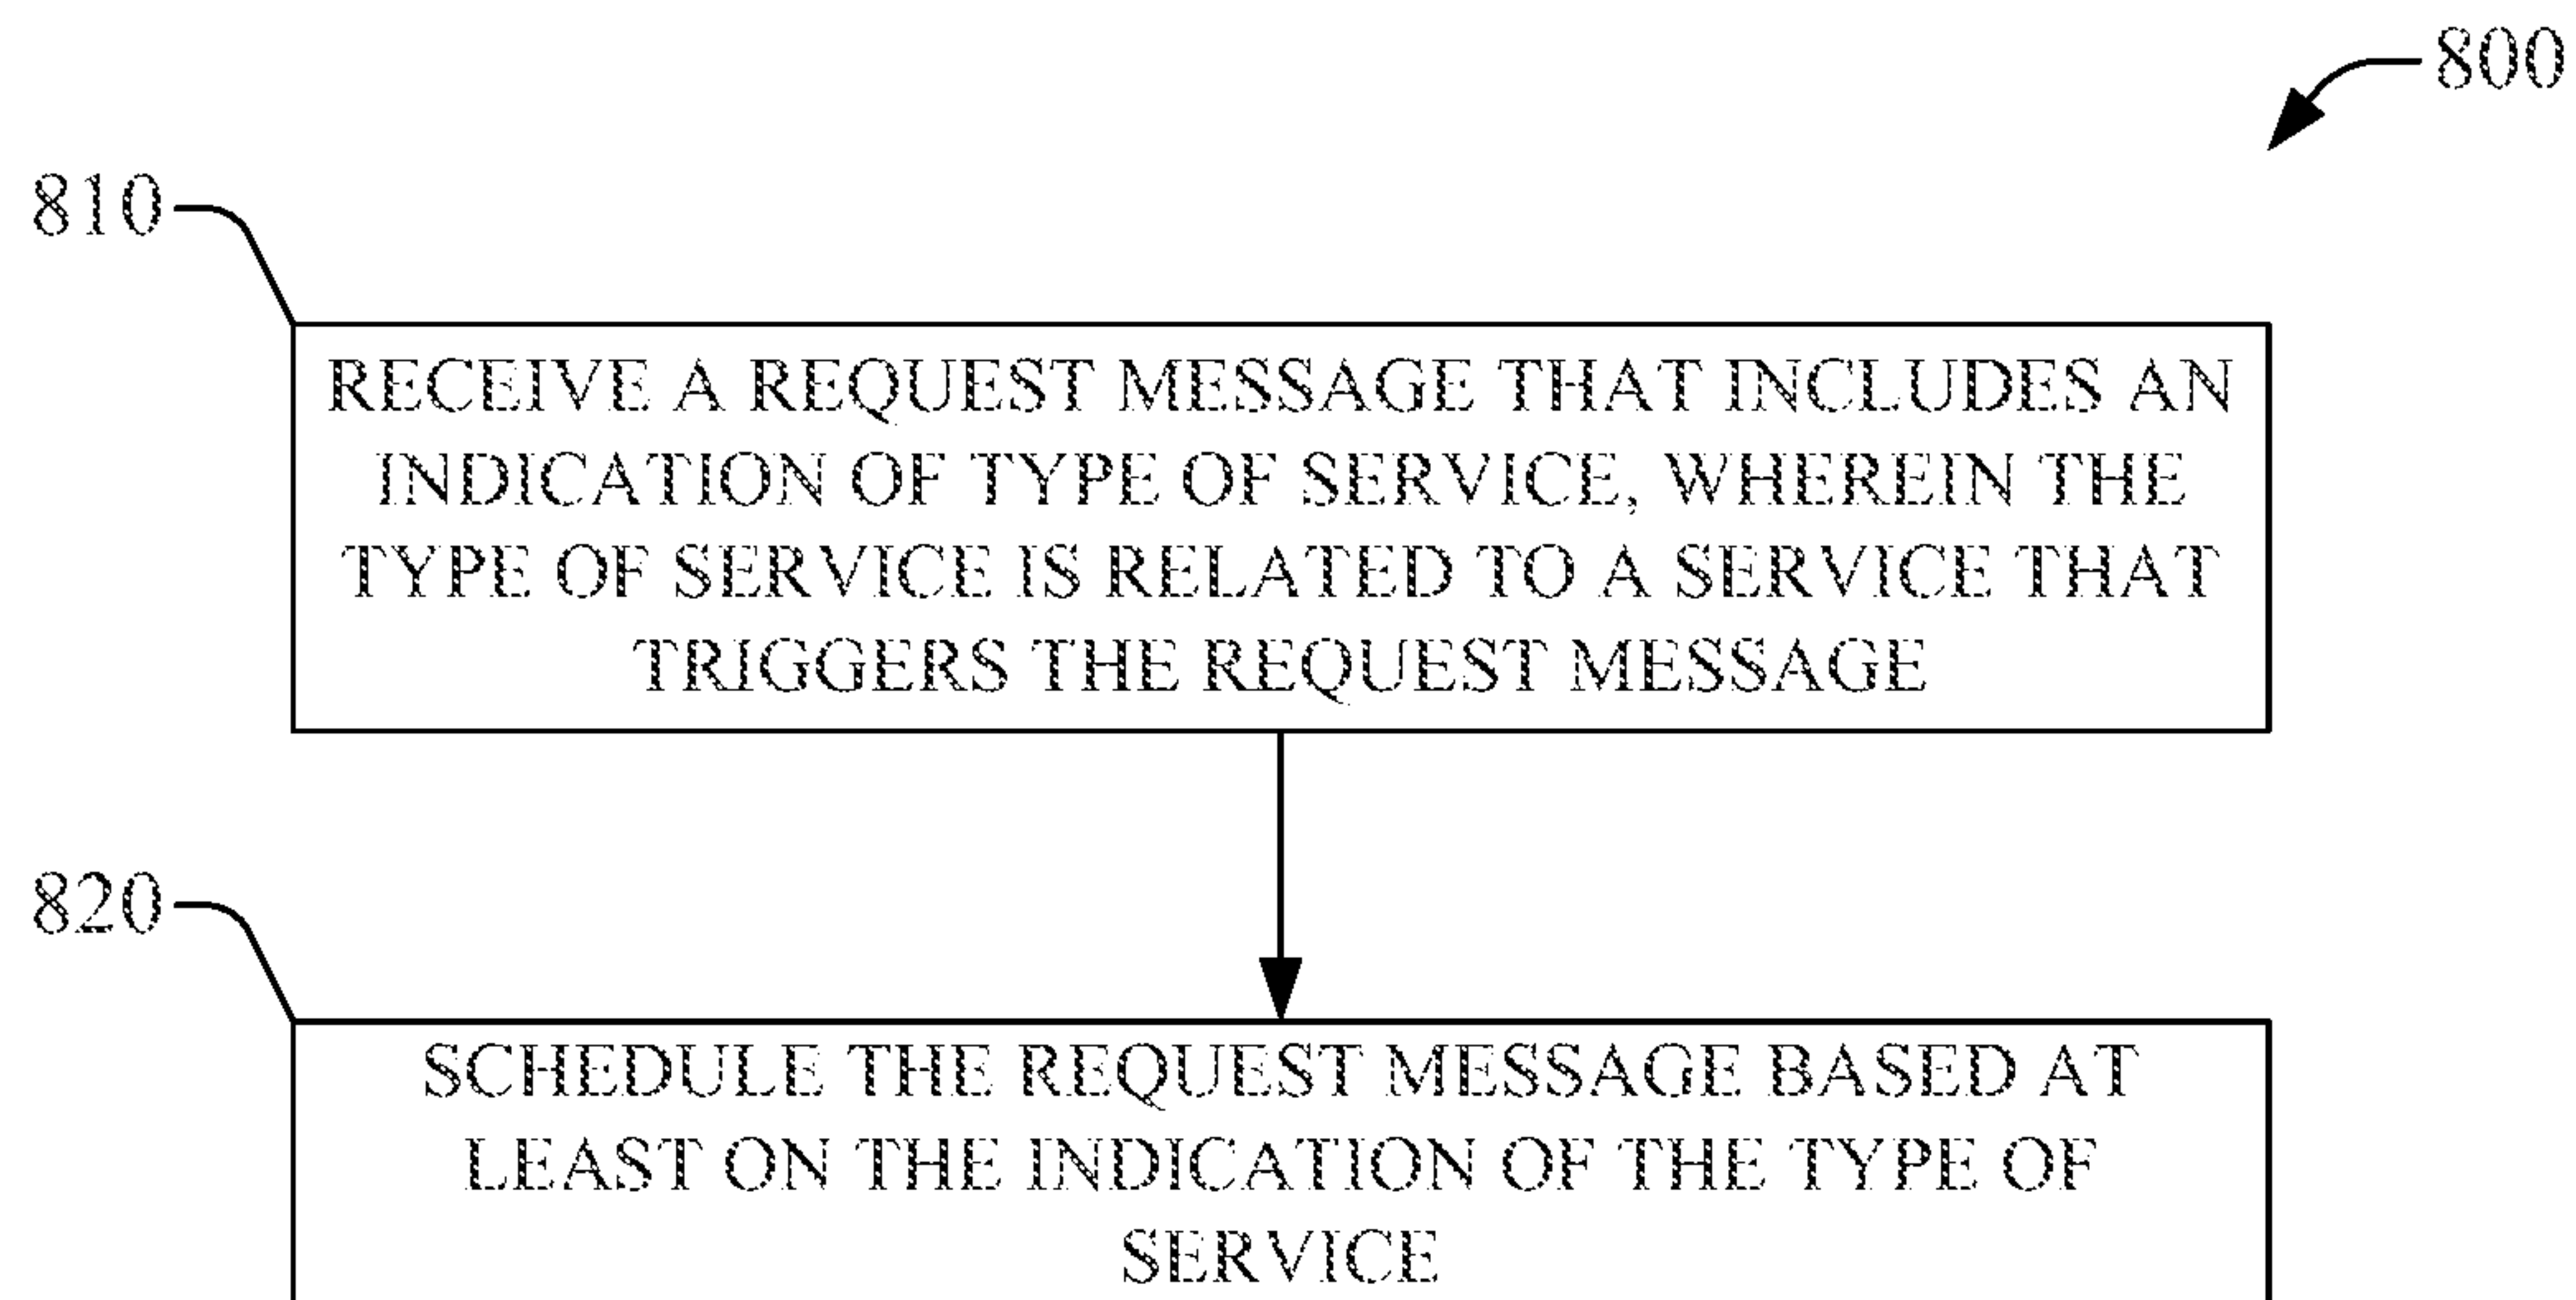 800
810
RECEIVE A REQUEST MESSAGE THAT INCLUDES AN
INDICATION OF TYPE OF SERVICE, WHEREIN THE
TYPE OF SERVICE IS RELATED TO A SERVICE THAT
TRIGGERS THE REQUEST MESSAGE
820
SCHEDULE THE REQUEST MESSAGE BASED AT
LEAST ON THE INDICATION OF THE TYPE OF
SERVICE